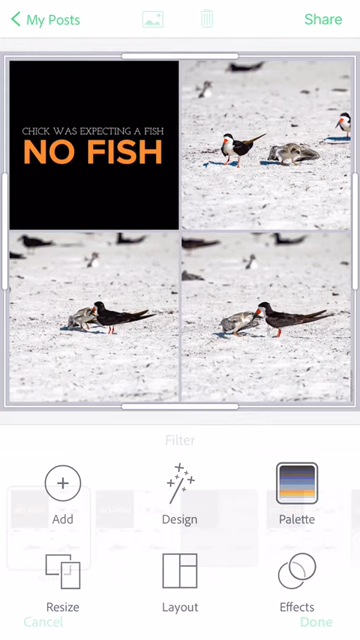 My Posts
Share
CHICK WAS EXPECTING A FISH
NO FISH
Filter
Add
Design
Palette
Resize
Layout
Effects
Cancel
Done